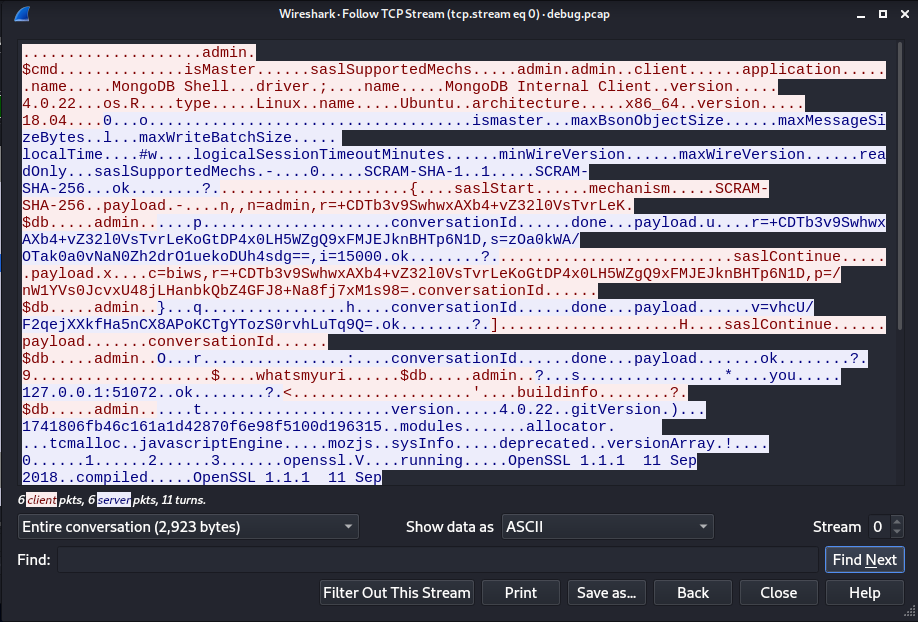 Wireshark · Follow TCP Stream (tcp.stream eq 0) · debug.pcap
...................admin.
$cmd..............isMaster......saslSupportedMechs.....admin.admin..client......application.....
.name.....MongoDB Shell...driver.;....name.....MongoDB Internal Client..version.....
4.0.22...os.R....type.....Linux..name.....Ubuntu..architecture.....x86_64..version.....
18.04....0...o..................................ismaster...maxBsonObjectSize......maxMessageSi
zeBytes..l...maxWriteBatchSize.....
localTime....#w....logicalSessionTimeoutMinutes......minWireVersion......maxWireVersion......rea
dOnly...saslSupportedMechs.-....0.....SCRAM-SHA-1..1.....SCRAM-
SHA-256...ok........?.....................{....saslStart......mechanism.....SCRAM-
SHA-256..payload.-....n,,n=admin,r=+CDTb3v9SwhwxAXb4+vZ32l0VsTvrLeK.
$db.....admin......p....................conversationId......done...payload.u....r=+CDTb3v9Swhwx
AXb4+vZ32l0VsTvrLeKoGtDP4x0LH5WZgQ9xFMJEJknBHTp6N1D,s=zOa0kWA/
OTak0a0vNaN0Zh2drO1uekoDUh4sdg==,i=15000.ok........?.........................saslContinue.....
.payload.x....c=biws,r=+CDTb3v9SwhwxAXb4+vZ32l0VsTvrLeKoGtDP4x0LH5WZgQ9xFMJEJknBHTp6N1D,p=/
nW1YVs0JcvxU48jLHanbkQbZ4GFJ8+Na8fj7xM1s98=.conversationId......
$db.....admin..}...q...............h....conversationId......done...payload......v=vhcU/
F2qejXXkfHa5nCX8APoKCTgYTozS0rvhLuTq9Q=.ok........?.]...................H....saslContinue......
payload.......conversationId......
$db.....admin..O...r...............:....conversationId......done...payload.......ok........?.
9...................$....whatsmyuri......$db.....admin..?...s...............*....you.....
127.0.0.1:51072..ok........?.<...................'....buildinfo........?.
$db.....admin......t....................version.....4.0.22..gitVersion.)...
1741806fb46c161a1d42870f6e98f5100d196315..modules.......allocator.
...tcmalloc..javascriptEngine.....mozjs..sysInfo.....deprecated..versionArray.!....
0......1......2......3.......openssl.V....running.....OpenSSL 1.1.1  11 Sep
2018..compiled.....OpenSSL 1.1.1  11 Sep
6 client pkts, 6 server pkts, 11 turns.
Entire conversation (2,923 bytes) Show data as ASCII Stream 0
Find: Find Next
Filter Out This Stream Print Save as... Back Close Help